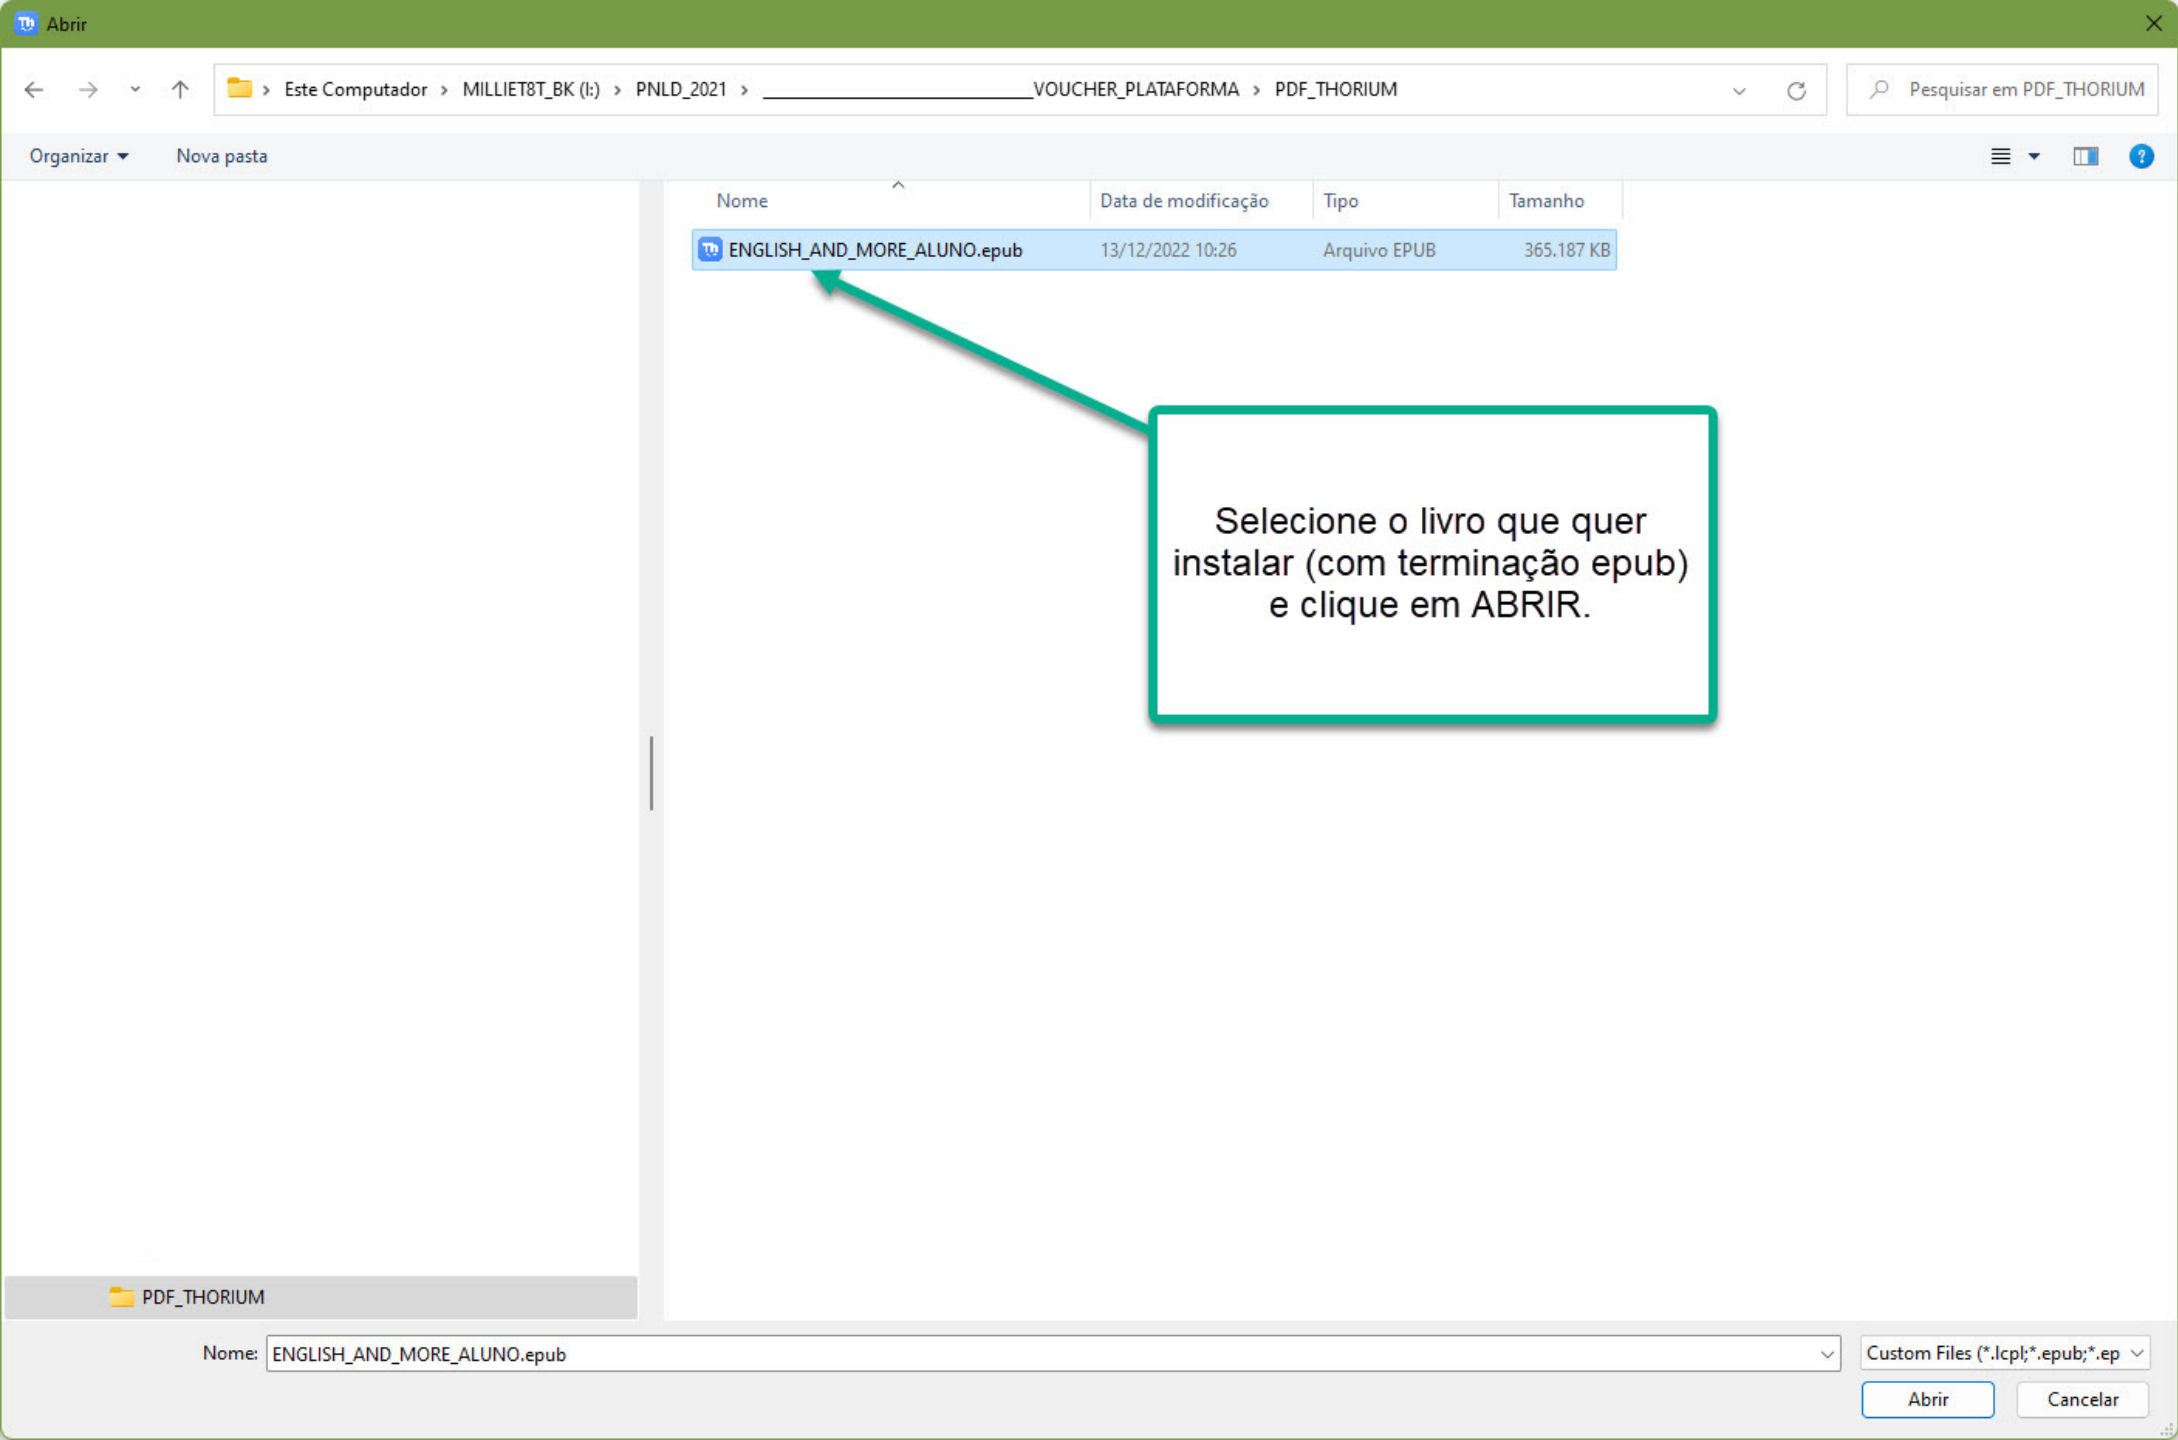 Abrir
Este Computador > MILLIET8T_BK (I:) > PNLD_2021 > ___________________________VOUCHER_PLATAFORMA > PDF_THORIUM
Pesquisar em PDF_THORIUM
Organizar
Nova pasta
Nome
Data de modificação
Tipo
Tamanho
ENGLISH_AND_MORE_ALUNO.epub
13/12/2022 10:26
Arquivo EPUB
365.187 KB
Selecione o livro que quer
instalar (com terminação epub)
e clique em ABRIR.
PDF_THORIUM
Nome: ENGLISH_AND_MORE_ALUNO.epub
Custom Files (*.lcpl;*.epub;*.ep
Abrir
Cancelar